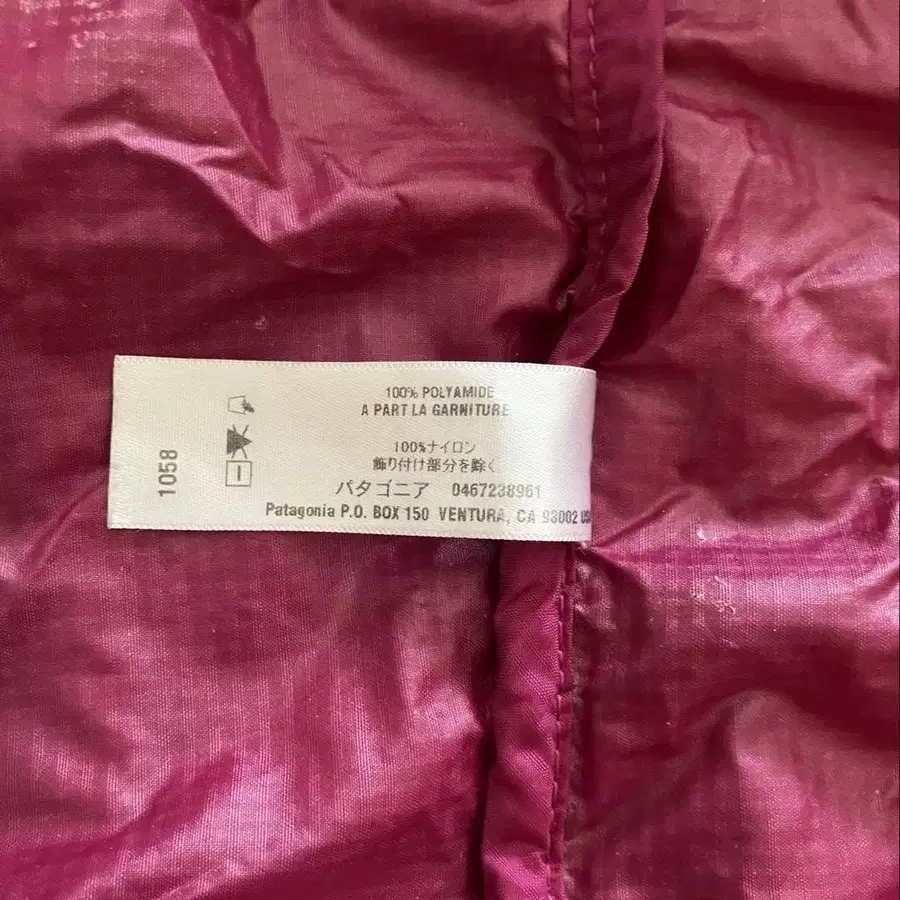 1058
100% POLYAMIDE
A PART LA GARNITURE
100%ナイロン
飾り付け部分を除く
パタゴニア 0467238961
Patagonia P.O. BOX 150 VENTURA, CA 93002